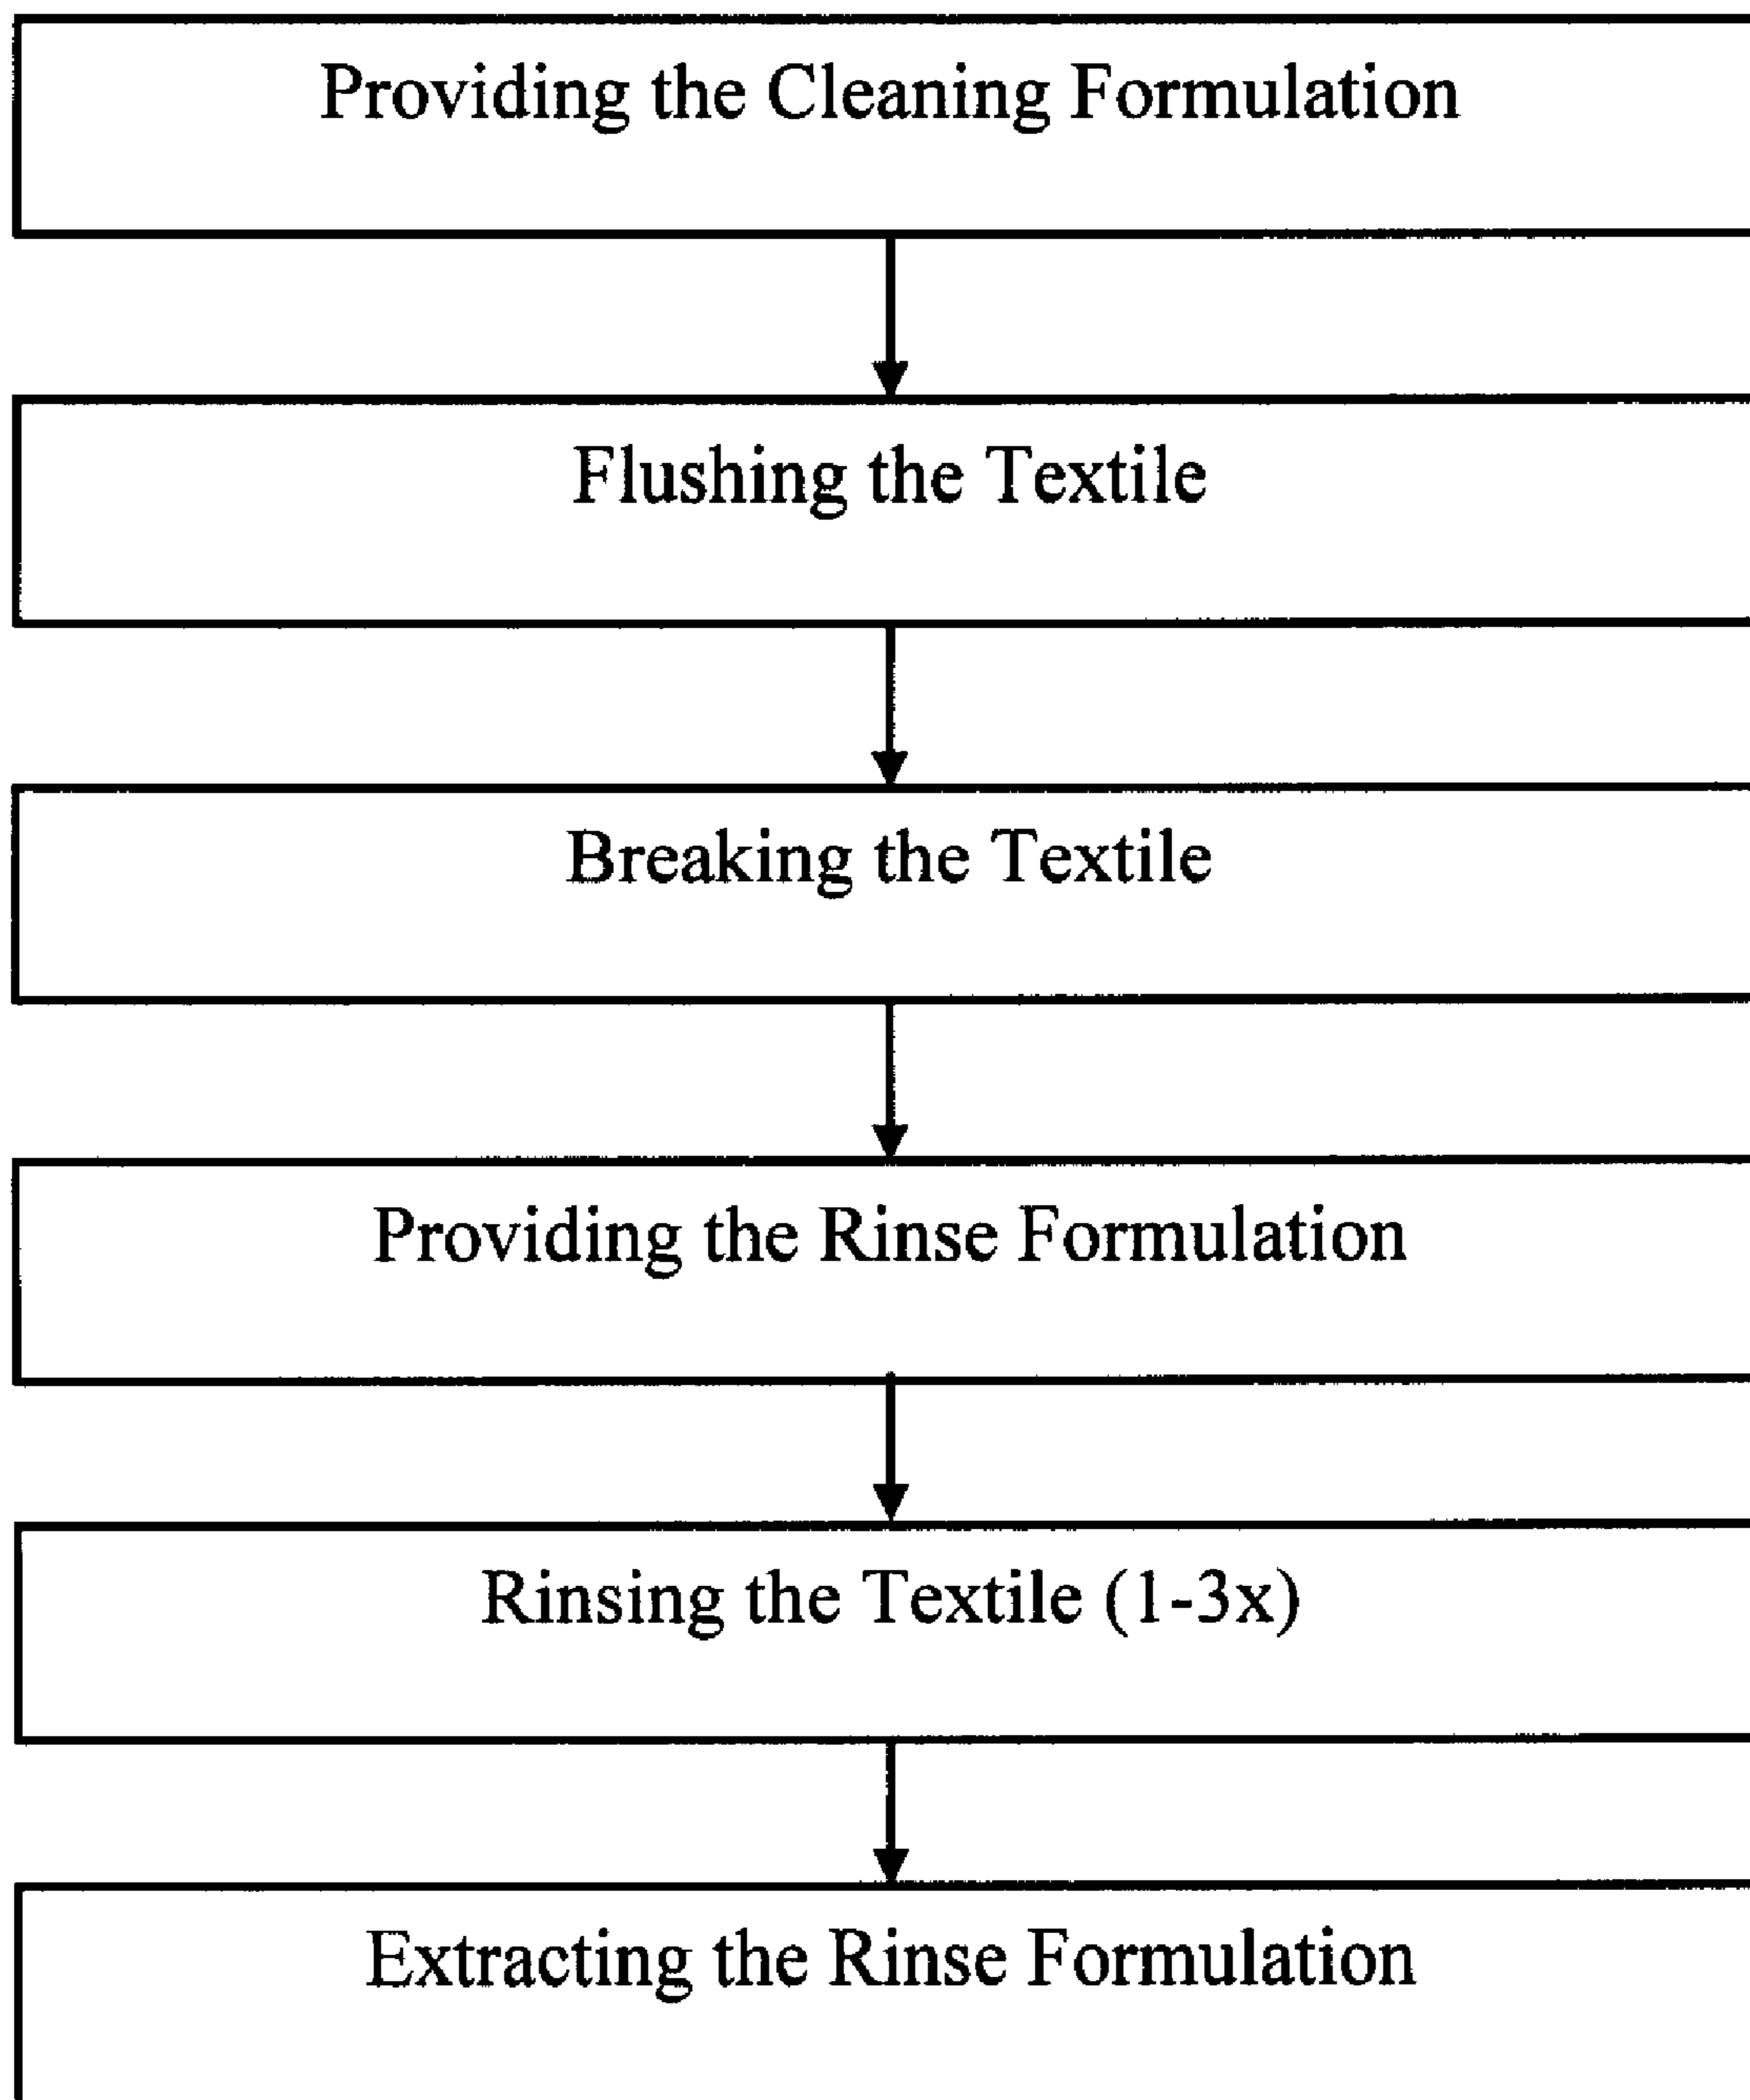 Providing the Cleaning Formulation
Flushing the Textile
Breaking the Textile
Providing the Rinse Formulation
Rinsing the Textile (1-3x)
Extracting the Rinse Formulation